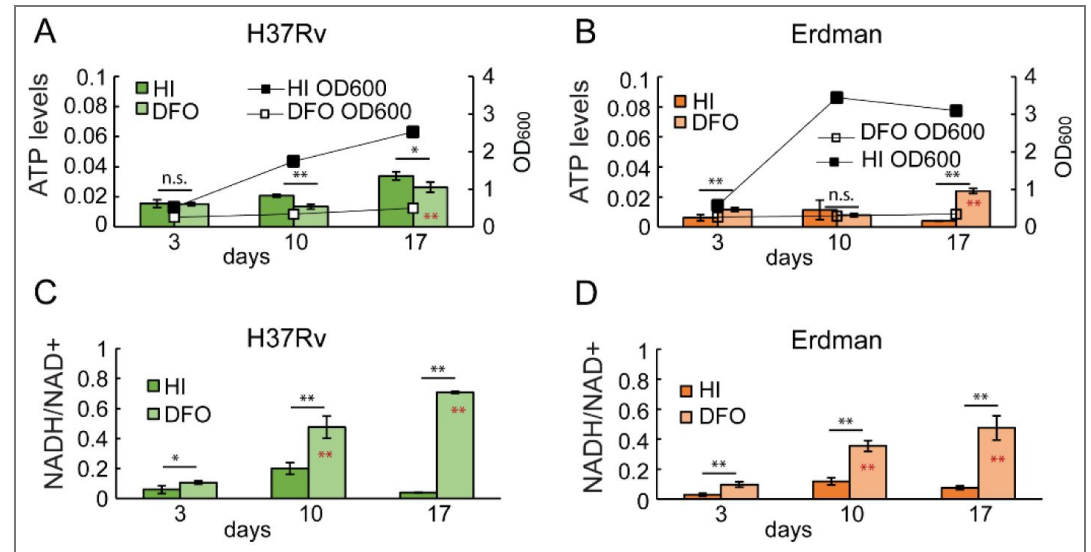 A
H37Rv
ATP levels
0.1
0.08
0.06
0.04
0.02
0
HI
DFO
HI OD600
DFO OD600
n.s.
**
*
**
4
3
2
1
0
OD600
3
10
17
days
B
Erdman
ATP levels
0.1
0.08
0.06
0.04
0.02
0
HI
DFO
DFO OD600
HI OD600
**
n.s.
**
**
4
3
2
1
0
OD600
3
10
17
days
C
H37Rv
NADH/NAD+
1
0.8
0.6
0.4
0.2
0
HI
DFO
*
**
**
**
**
3
10
17
days
D
Erdman
NADH/NAD+
1
0.8
0.6
0.4
0.2
0
HI
DFO
**
**
**
**
**
3
10
17
days